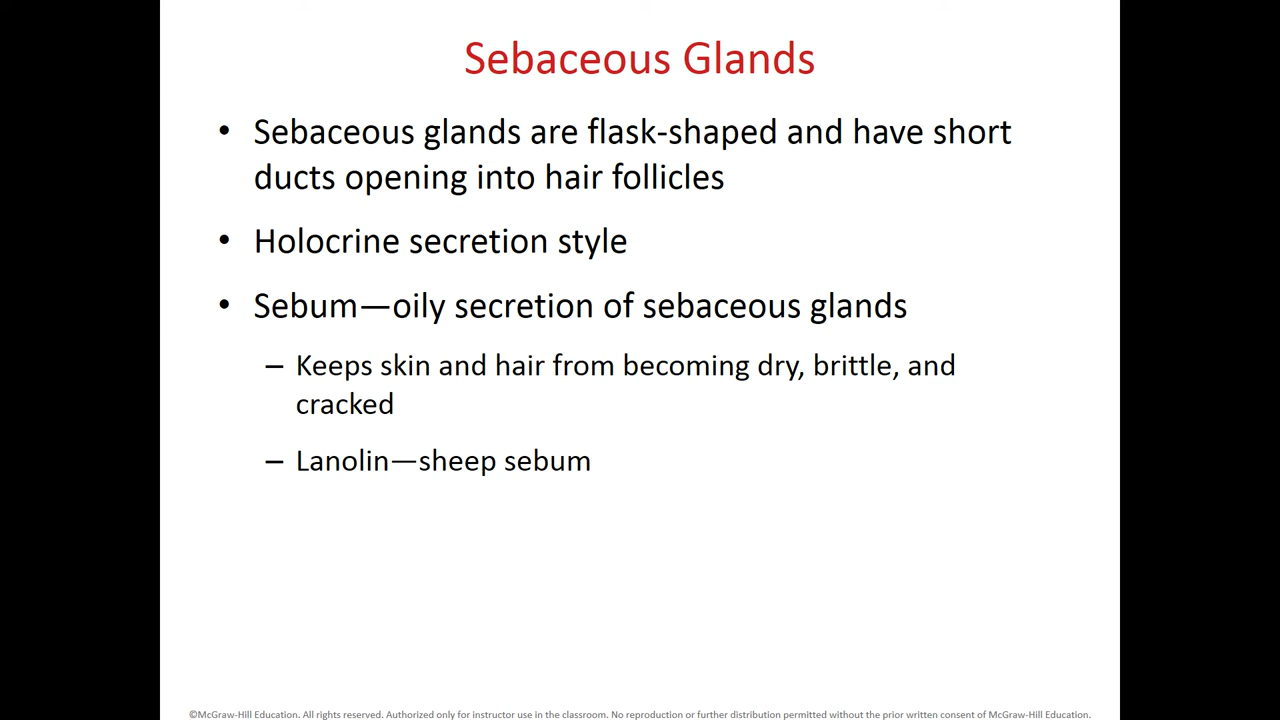 Sebaceous Glands
• Sebaceous glands are flask-shaped and have short
ducts opening into hair follicles
• Holocrine secretion style
• Sebum—oily secretion of sebaceous glands
– Keeps skin and hair from becoming dry, brittle, and
cracked
– Lanolin—sheep sebum
©McGraw-Hill Education. All rights reserved. Authorized only for instructor use in the classroom. No reproduction or further distribution permitted without the prior written consent of McGraw-Hill Education.